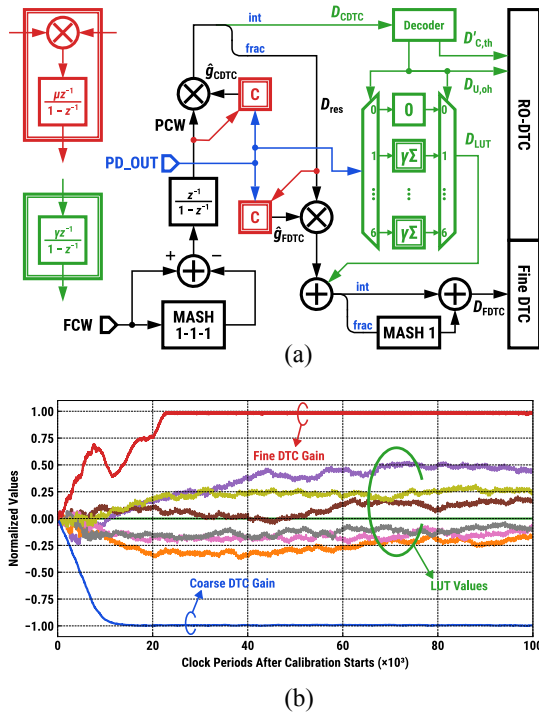 int
D_CDTC
Decoder
D'_C,th
frac
ĝ_CDTC
D_U,oh
μz⁻¹
1 - z⁻¹
C
D_res
PCW
0
0
0
D_LUT
RO-DTC
PD_OUT
1
γΣ
1
z⁻¹
1 - z⁻¹
C
γz⁻¹
1 - z⁻¹
ĝ_FDTC
6
γΣ
6
+
−
int
Fine DTC
FCW
MASH
1-1-1
frac
MASH 1
D_FDTC
(a)
Normalized Values
1.00
0.75
0.50
0.25
0.00
−0.25
−0.50
−0.75
−1.00
Fine DTC Gain
Coarse DTC Gain
LUT Values
0 20 40 60 80 100
Clock Periods After Calibration Starts (×10³)
(b)